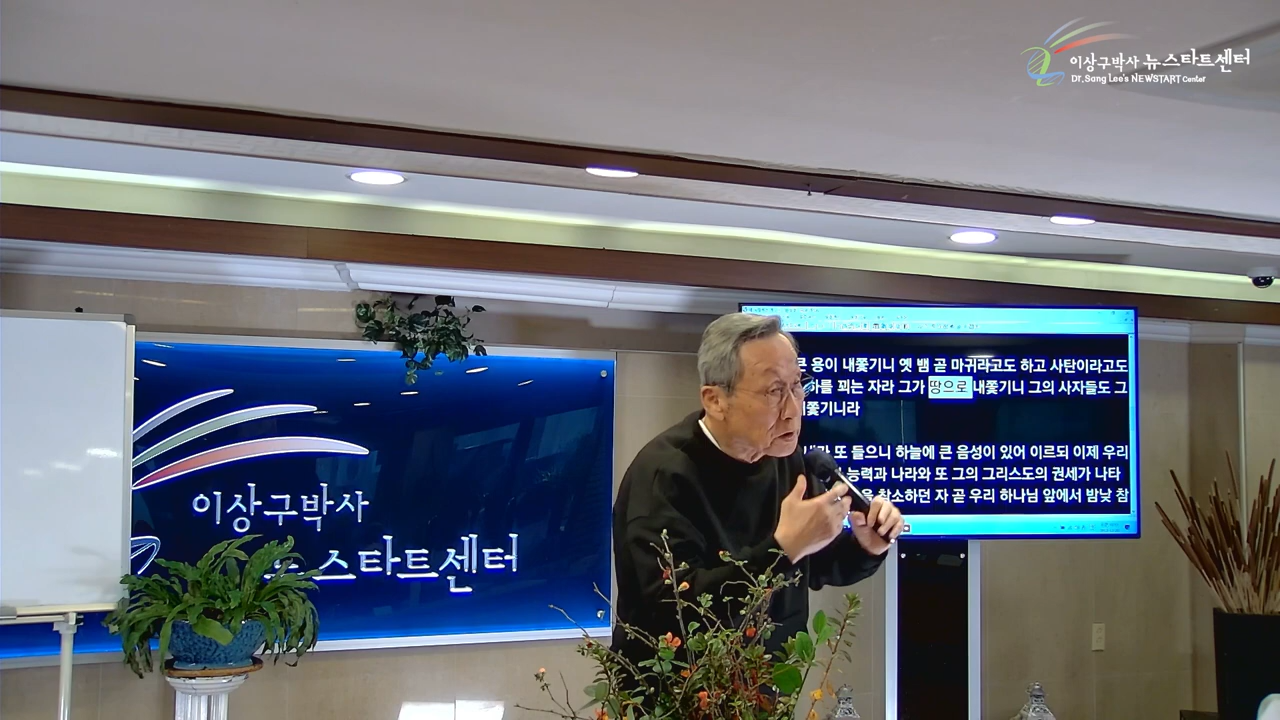 이상구박사 뉴스타트센터
Dr. Sang Lee's NEWSTART Center
큰 용이 내쫓기니 옛 뱀 곧 마귀라고도 하고 사탄이라고도
를 꾀는 자라 그가 땅으로 내쫓기니 그의 사자들도 그
내쫓기니라
내가 또 들으니 하늘에 큰 음성이 있어 이르되 이제 우리
능력과 나라와 또 그의 그리스도의 권세가 나타
참소하던 자 곧 우리 하나님 앞에서 밤낮 참
이상구박사
뉴스타트센터